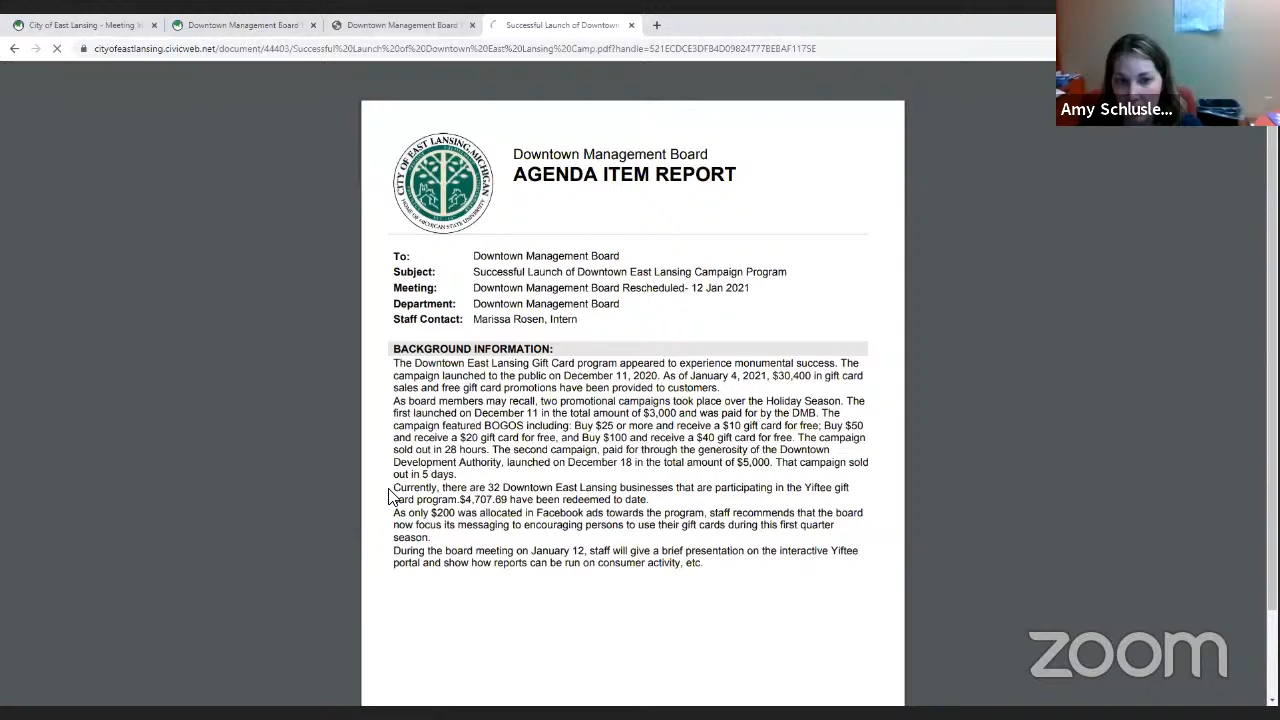 City of East Lansing - Meeting
Downtown Management Board
Downtown Management Board
Successful Launch of Downtown
cityofeastlansing.civicweb.net/document/44403/Successful%20Launch%20of%20Downtown%20East%20Lansing%20Camp.pdf?handle=521ECDCE3DFB4D09824777BEBAF1175E
Amy Schlusle...
CITY OF EAST LANSING, MICHIGAN
HOME OF MICHIGAN STATE UNIVERSITY
Downtown Management Board
AGENDA ITEM REPORT
To: Downtown Management Board
Subject: Successful Launch of Downtown East Lansing Campaign Program
Meeting: Downtown Management Board Rescheduled- 12 Jan 2021
Department: Downtown Management Board
Staff Contact: Marissa Rosen, Intern
BACKGROUND INFORMATION:
The Downtown East Lansing Gift Card program appeared to experience monumental success. The
campaign launched to the public on December 11, 2020. As of January 4, 2021, $30,400 in gift card
sales and free gift card promotions have been provided to customers.
As board members may recall, two promotional campaigns took place over the Holiday Season. The
first launched on December 11 in the total amount of $3,000 and was paid for by the DMB. The
campaign featured BOGOS including: Buy $25 or more and receive a $10 gift card for free; Buy $50
and receive a $20 gift card for free, and Buy $100 and receive a $40 gift card for free. The campaign
sold out in 28 hours. The second campaign, paid for through the generosity of the Downtown
Development Authority, launched on December 18 in the total amount of $5,000. That campaign sold
out in 5 days.
Currently, there are 32 Downtown East Lansing businesses that are participating in the Yiftee gift
card program.$4,707.69 have been redeemed to date.
As only $200 was allocated in Facebook ads towards the program, staff recommends that the board
now focus its messaging to encouraging persons to use their gift cards during this first quarter
season.
During the board meeting on January 12, staff will give a brief presentation on the interactive Yiftee
portal and show how reports can be run on consumer activity, etc.
zoom